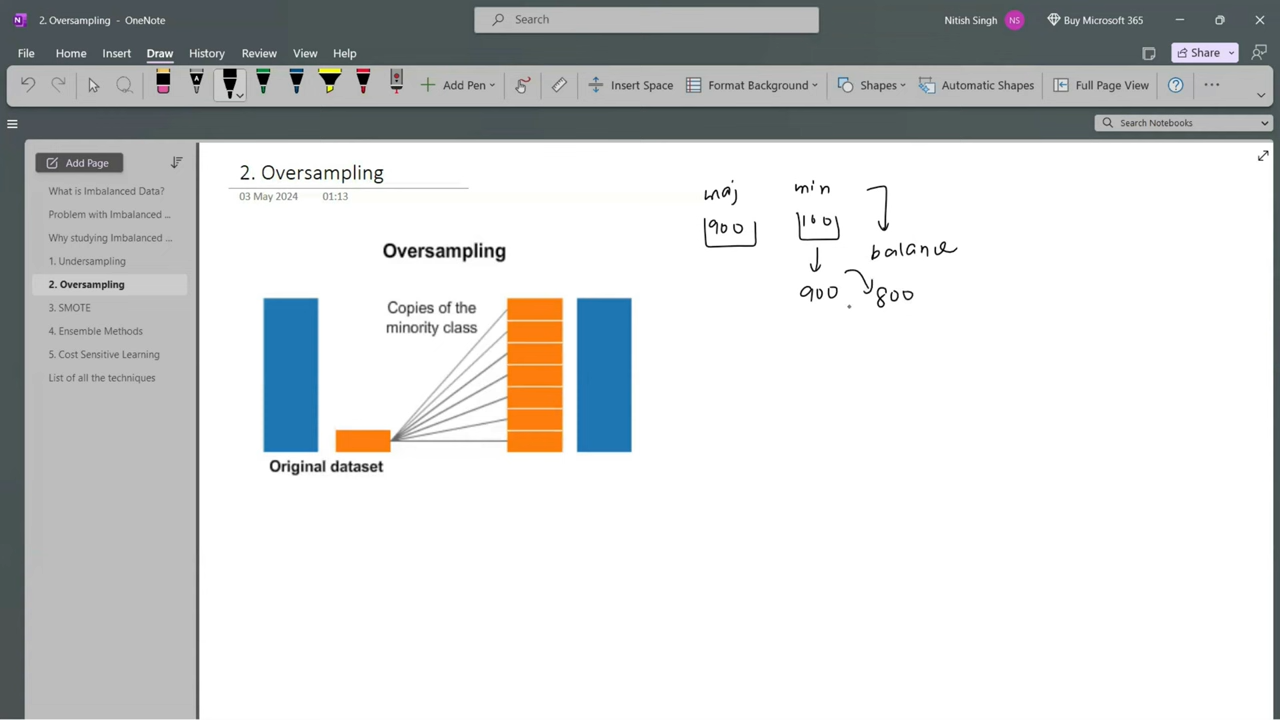 2. Oversampling - OneNote
Search
Nitish Singh NS
Buy Microsoft 365
File Home Insert Draw History Review View Help
Share
Add Pen
Insert Space
Format Background
Shapes
Automatic Shapes
Full Page View
Search Notebooks
Add Page
What is Imbalanced Data?
Problem with Imbalanced ...
Why studying Imbalanced ...
1. Undersampling
2. Oversampling
3. SMOTE
4. Ensemble Methods
5. Cost Sensitive Learning
List of all the techniques
2. Oversampling
03 May 2024 01:13
Oversampling
Copies of the
minority class
Original dataset
maj min
900 100
balance
900 800